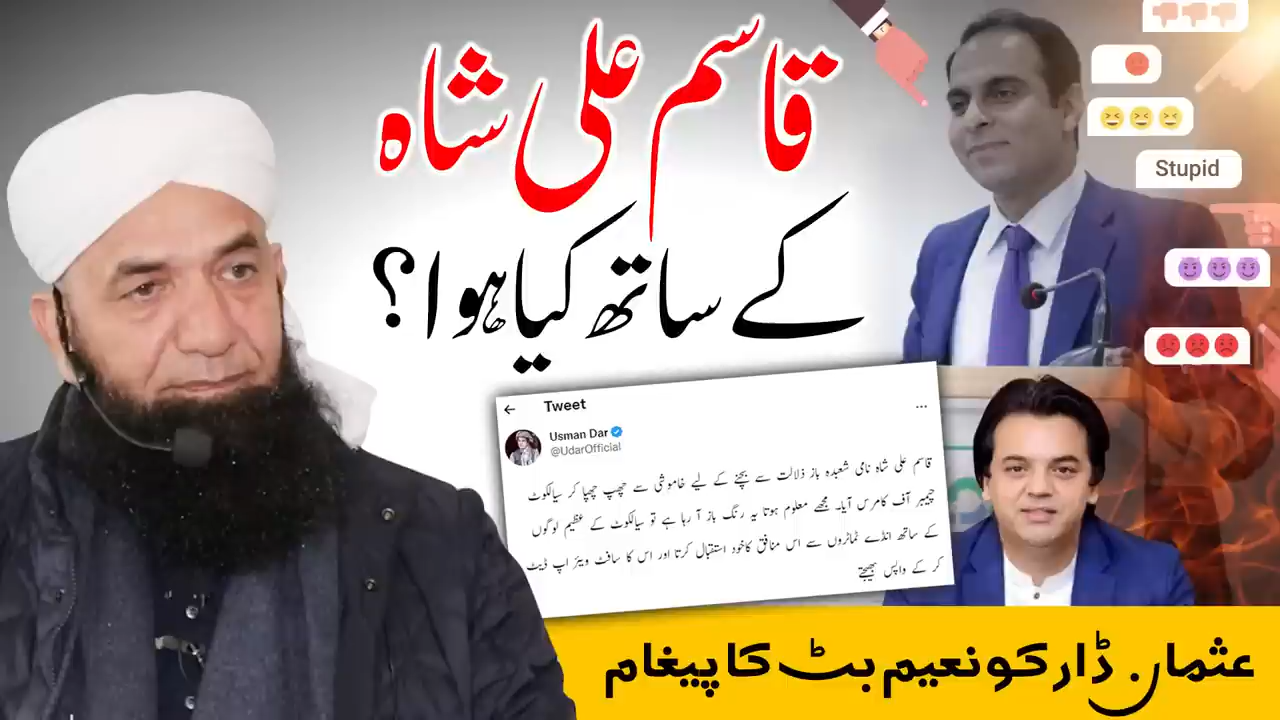 قاسم علی شاہ
کے ساتھ کیا ہوا؟
Stupid
Tweet
Usman Dar
@UdarOfficial
قاسم علی شاہ نامی شعبدہ باز ذلالت سے بچنے کے لیے خاموشی سے چھپ چھپا کر سیالکوٹ
چیمبر آف کامرس آیا۔ مجھے معلوم ہوتا یہ رنگ باز آ رہا ہے تو سیالکوٹ کے عظیم لوگوں
کے ساتھ انڈے ٹماٹروں سے اس منافق کاخود استقبال کرتا اور اس کا سافٹ ویئر اپ ڈیٹ
کر کے واپس بھیجتے
عثمان ڈار کو نعیم بٹ کا پیغام